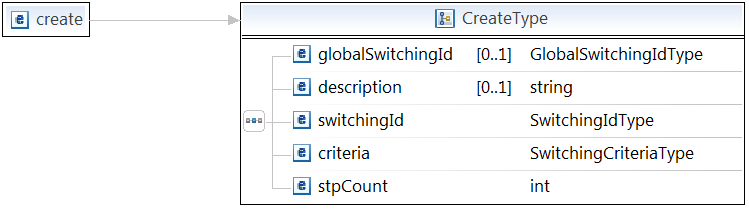 create
CreateType
globalSwitchingId [0..1] GlobalSwitchingIdType
description [0..1] string
switchingId SwitchingIdType
criteria SwitchingCriteriaType
stpCount int